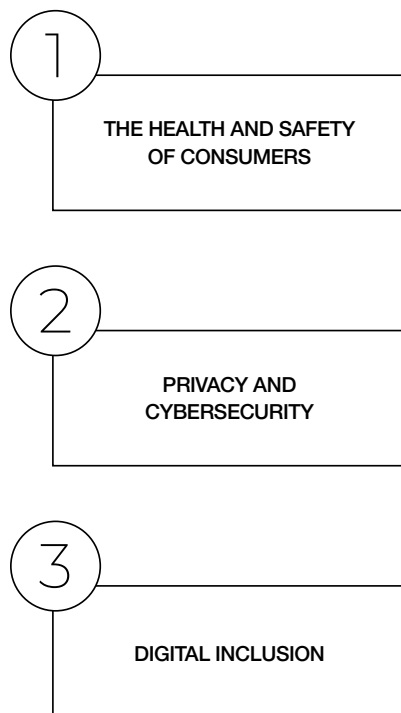 1
THE HEALTH AND SAFETY
OF CONSUMERS
2
PRIVACY AND
CYBERSECURITY
3
DIGITAL INCLUSION